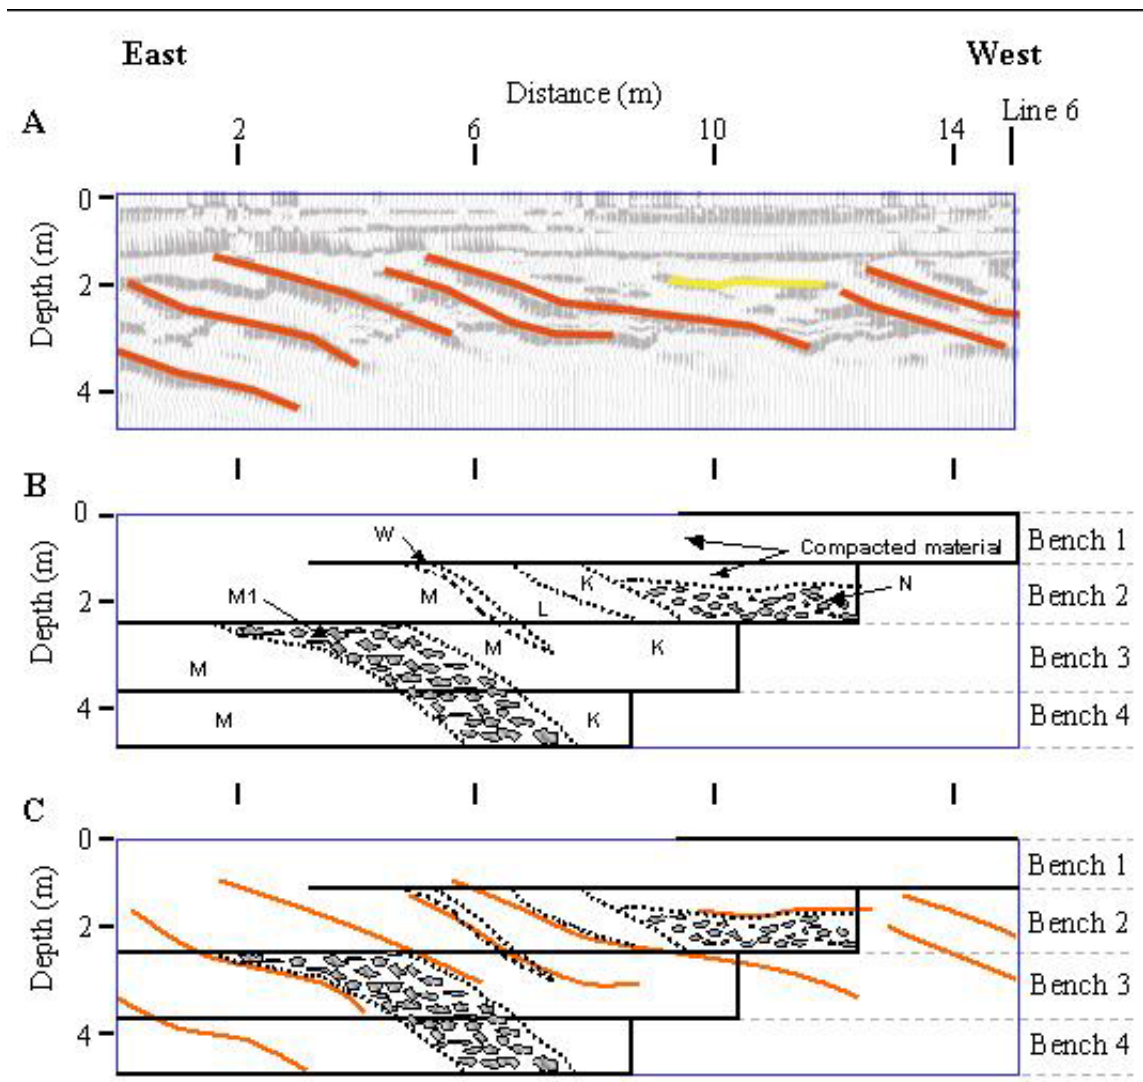 East
West
Distance (m)
Line 6
A
2
6
10
14
0
2
4
Depth (m)
B
0
2
4
Depth (m)
W
Compacted material
Bench 1
M1
M
K
L
N
Bench 2
M
M
K
Bench 3
M
K
Bench 4
C
0
2
4
Depth (m)
Bench 1
Bench 2
Bench 3
Bench 4